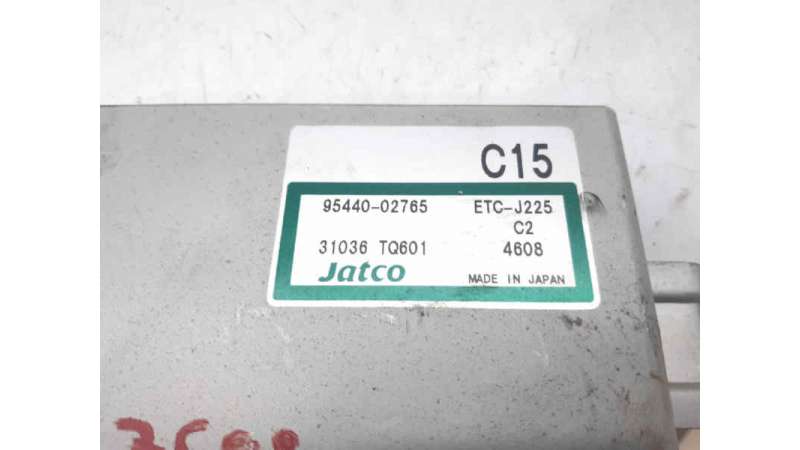 C15
95440-02765 ETC-J225
C2
31036 TQ601 4608
Jatco MADE IN JAPAN